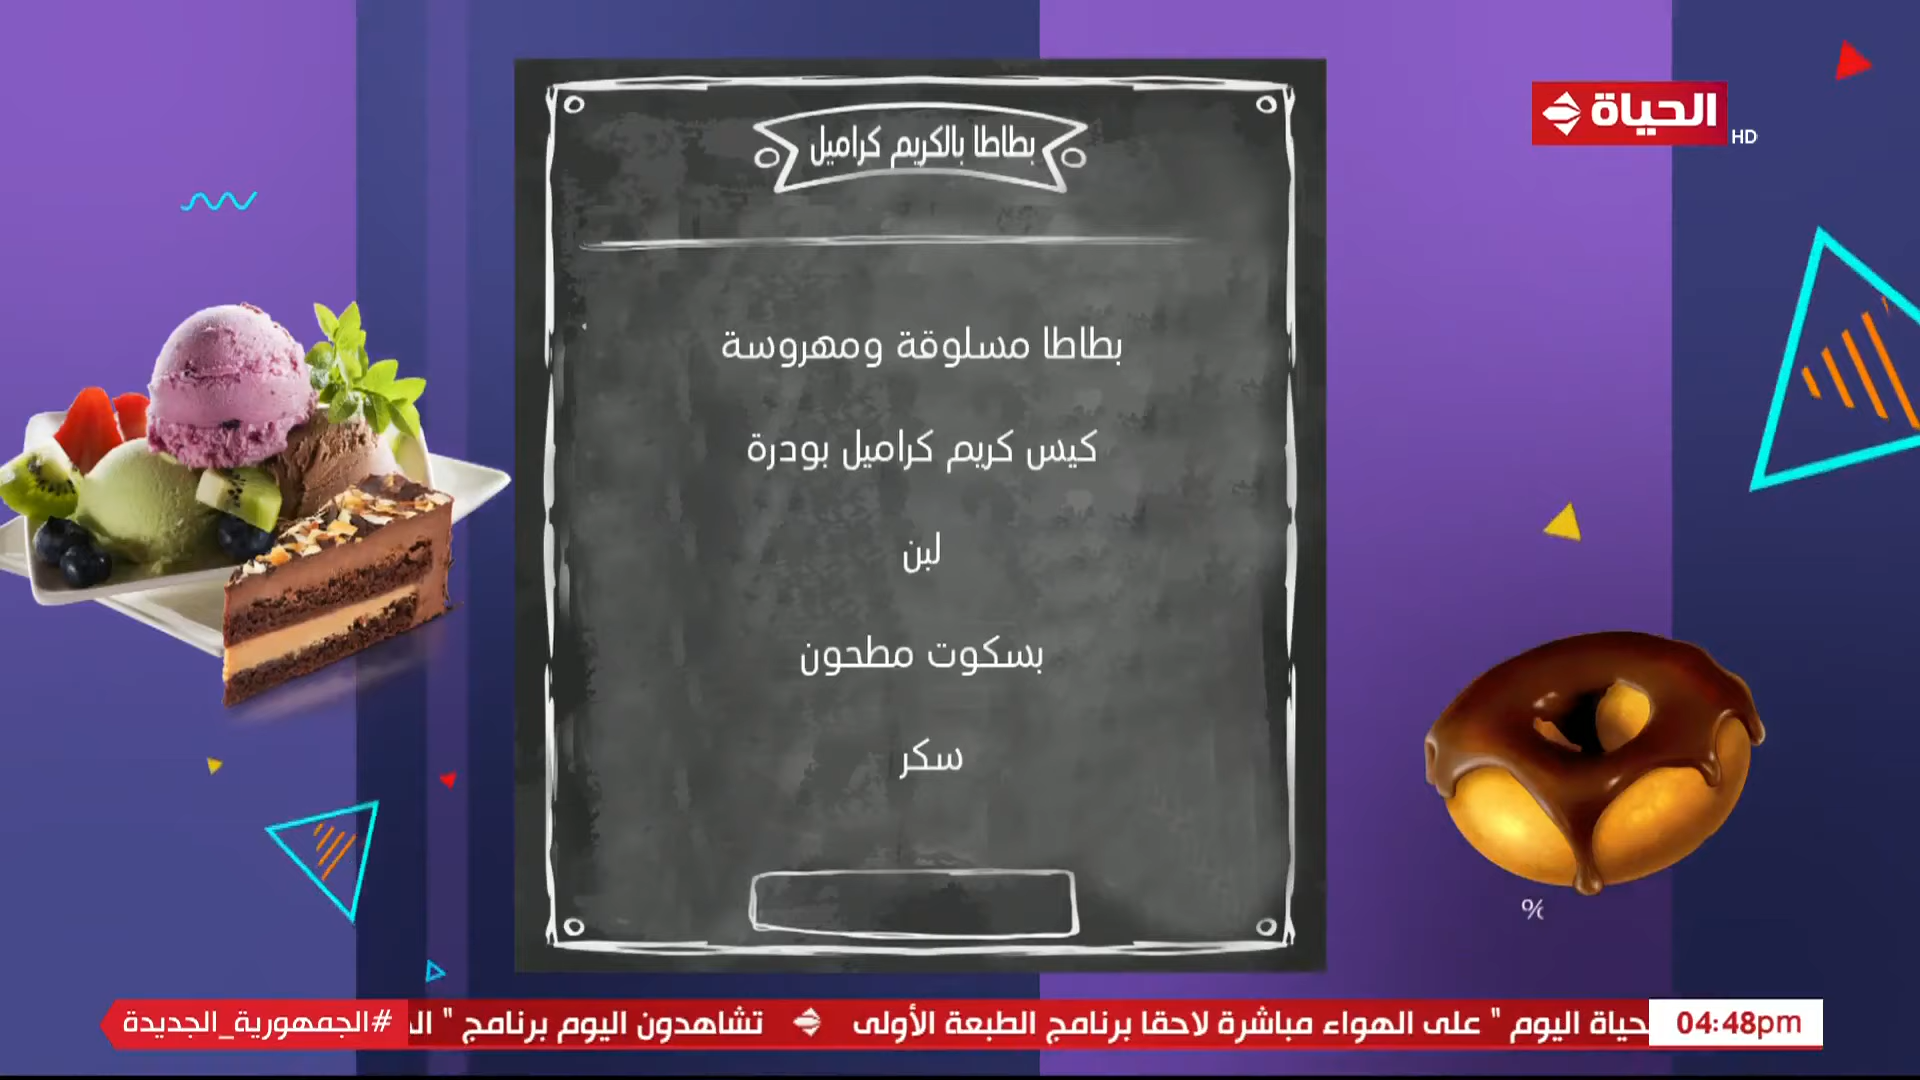 الحياة
HD
بطاطا بالكريم كراميل
بطاطا مسلوقة ومهروسة
كيس كريم كراميل بودرة
لبن
بسكوت مطحون
سكر
%
04:48pm
حياة اليوم " على الهواء مباشرة لاحقا برنامج الطبعة الأولى تشاهدون اليوم برنامج "
#الجمهورية_الجديدة